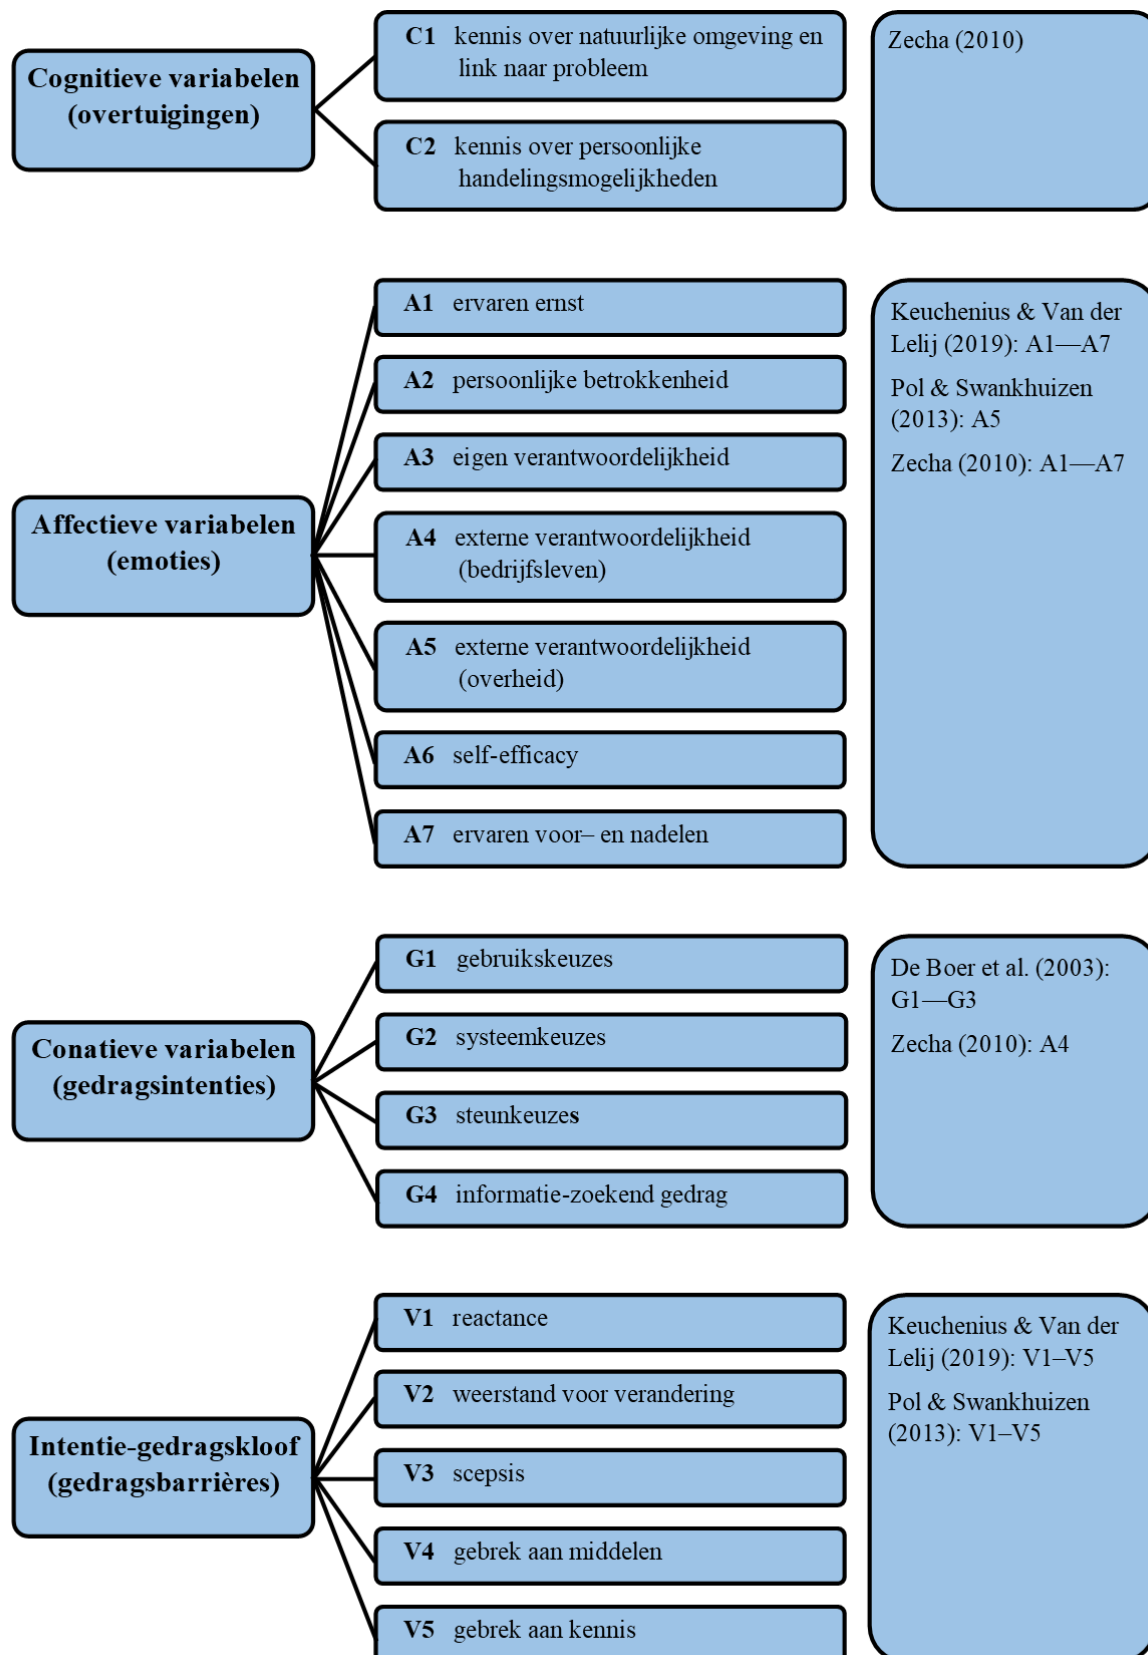 Cognitieve variabelen
(overtuigingen)
C1 kennis over natuurlijke omgeving en
link naar probleem
C2 kennis over persoonlijke
handelingsmogelijkheden
Zecha (2010)
Affectieve variabelen
(emoties)
A1 ervaren ernst
A2 persoonlijke betrokkenheid
A3 eigen verantwoordelijkheid
A4 externe verantwoordelijkheid
(bedrijfsleven)
A5 externe verantwoordelijkheid
(overheid)
A6 self-efficacy
A7 ervaren voor– en nadelen
Keuchenius & Van der
Lelij (2019): A1—A7
Pol & Swankhuizen
(2013): A5
Zecha (2010): A1—A7
Conatieve variabelen
(gedragsintenties)
G1 gebruikskeuzes
G2 systeemkeuzes
G3 steunkeuzes
G4 informatie-zoekend gedrag
De Boer et al. (2003):
G1—G3
Zecha (2010): A4
Intentie-gedragskloof
(gedragsbarrières)
V1 reactance
V2 weerstand voor verandering
V3 scepsis
V4 gebrek aan middelen
V5 gebrek aan kennis
Keuchenius & Van der
Lelij (2019): V1–V5
Pol & Swankhuizen
(2013): V1–V5